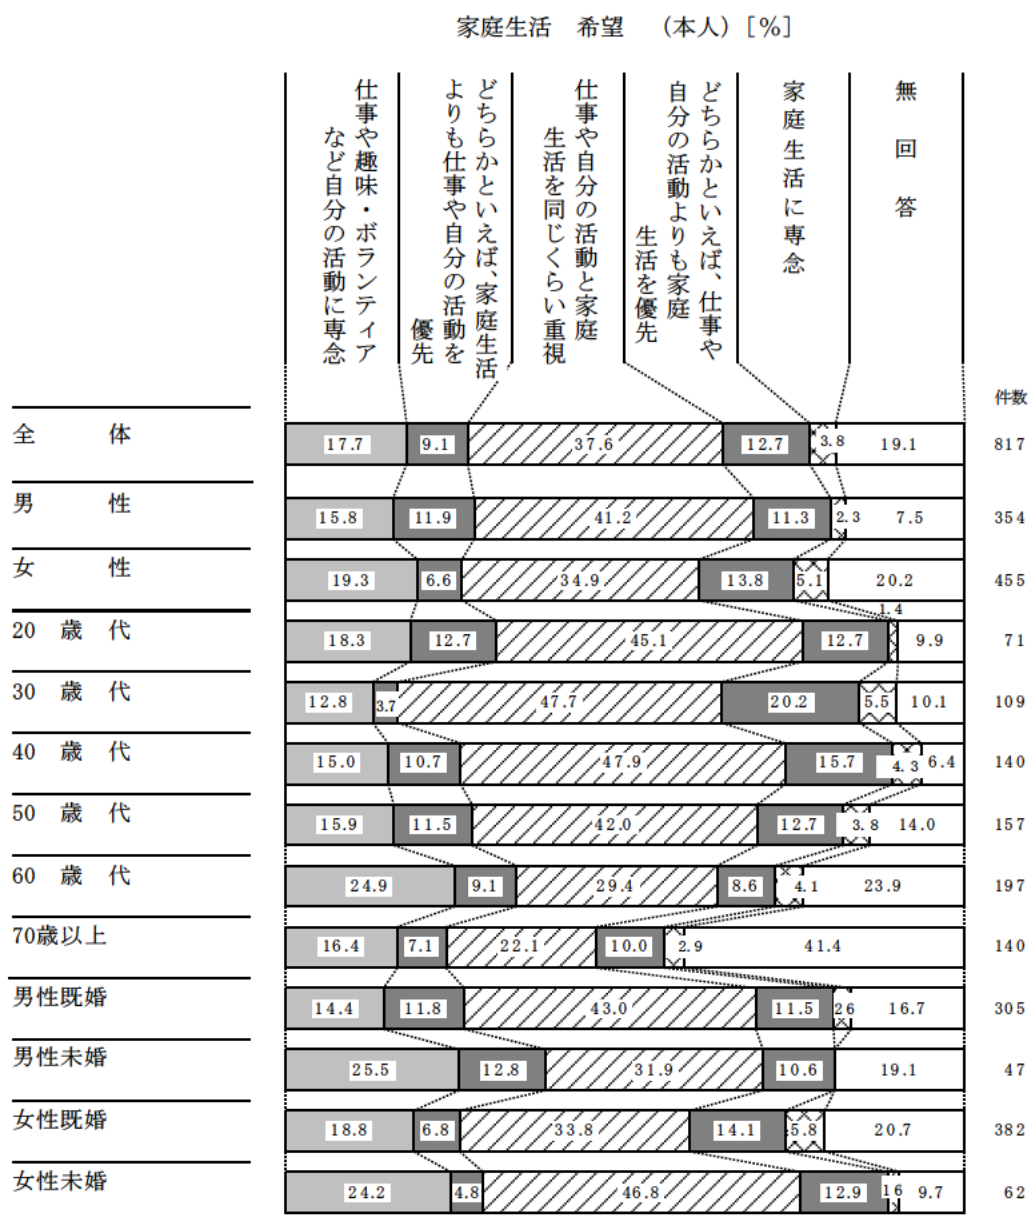 家庭生活 希望 (本人) [%]
仕事や趣味・ボランティア
など自分の活動に専念
どちらかといえば、家庭生活
よりも仕事や自分の活動を
優先
仕事や自分の活動と家庭
生活を同じくらい重視
どちらかといえば、仕事や
自分の活動よりも家庭
生活を優先
家庭生活に専念
無回答
件数
全体 17.7 9.1 37.6 12.7 3.8 19.1 817
男性 15.8 11.9 41.2 11.3 2.3 7.5 354
女性 19.3 6.6 34.9 13.8 5.1 20.2 455
20歳代 18.3 12.7 45.1 12.7 1.4 9.9 71
30歳代 12.8 3.7 47.7 20.2 5.5 10.1 109
40歳代 15.0 10.7 47.9 15.7 4.3 6.4 140
50歳代 15.9 11.5 42.0 12.7 3.8 14.0 157
60歳代 24.9 9.1 29.4 8.6 4.1 23.9 197
70歳以上 16.4 7.1 22.1 10.0 2.9 41.4 140
男性既婚 14.4 11.8 43.0 11.5 26 16.7 305
男性未婚 25.5 12.8 31.9 10.6 19.1 47
女性既婚 18.8 6.8 33.8 14.1 5.8 20.7 382
女性未婚 24.2 4.8 46.8 12.9 16 9.7 62